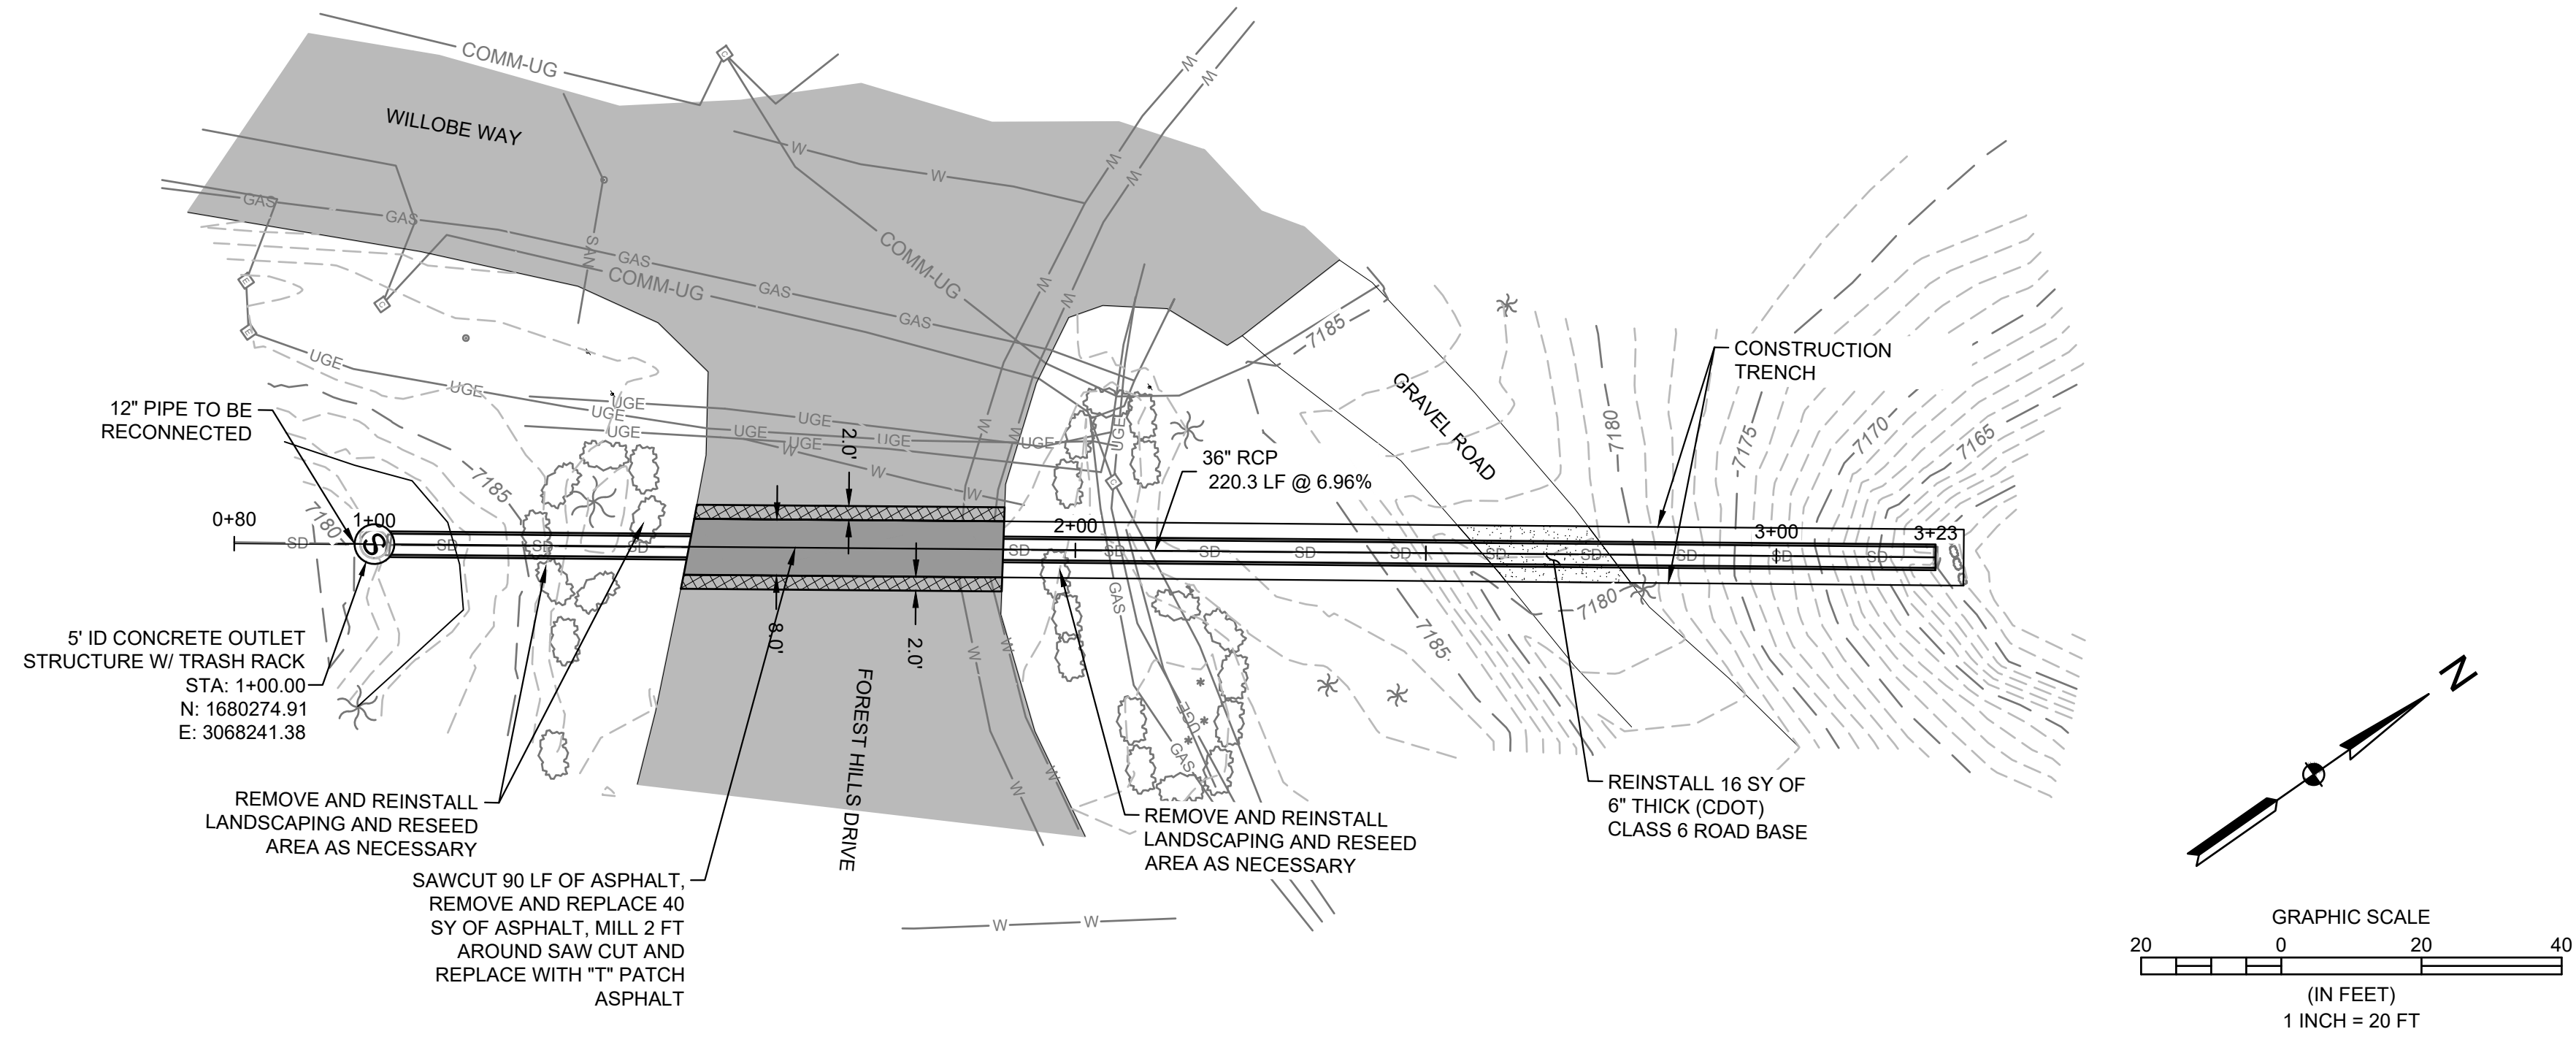 COMM-UG
WILLOBE WAY
W
W
W
W
W
W
GAS
GAS
SAN
GAS
COMM-UG
GAS
GAS
COMM-UG
W
W
C
C
E
E
7185
UGE
UGE
UGE
UGE
UGE
UGE
UGE
UGE
UGE
UGE
UGE
W
W
W
W
W
C
2.0'
GRAVEL ROAD
CONSTRUCTION
TRENCH
7180
7175
7170
7165
12" PIPE TO BE
RECONNECTED
36" RCP
220.3 LF @ 6.96%
7185
7180
0+80
1+00
2+00
3+00
3+23
S
SD
SD
SD
SD
SD
SD
SD
SD
SD
SD
SD
SD
SD
SD
5' ID CONCRETE OUTLET
STRUCTURE W/ TRASH RACK
STA: 1+00.00
N: 1680274.91
E: 3068241.38
8.0'
2.0'
FOREST HILLS DRIVE
GAS
UGE
GAS
W
W
W
W
7185
7180
REMOVE AND REINSTALL
LANDSCAPING AND RESEED
AREA AS NECESSARY
SAWCUT 90 LF OF ASPHALT,
REMOVE AND REPLACE 40
SY OF ASPHALT, MILL 2 FT
AROUND SAW CUT AND
REPLACE WITH "T" PATCH
ASPHALT
REMOVE AND REINSTALL
LANDSCAPING AND RESEED
AREA AS NECESSARY
REINSTALL 16 SY OF
6" THICK (CDOT)
CLASS 6 ROAD BASE
W
W
N
GRAPHIC SCALE
20 0 20 40
(IN FEET)
1 INCH = 20 FT